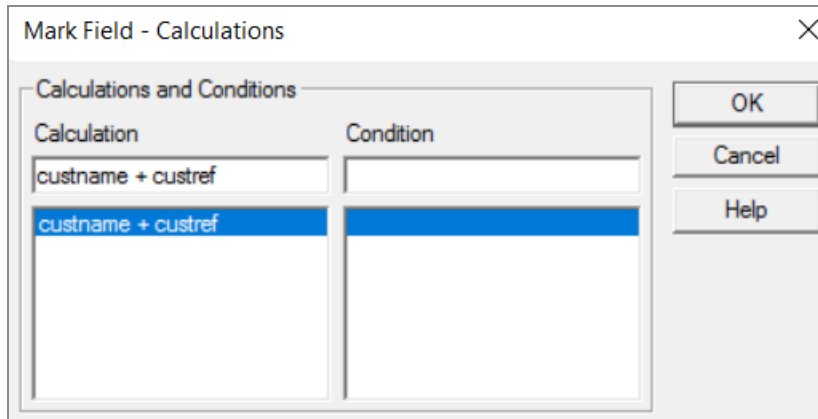 Mark Field - Calculations
Calculations and Conditions
Calculation Condition
custname + custref
custname + custref
OK
Cancel
Help